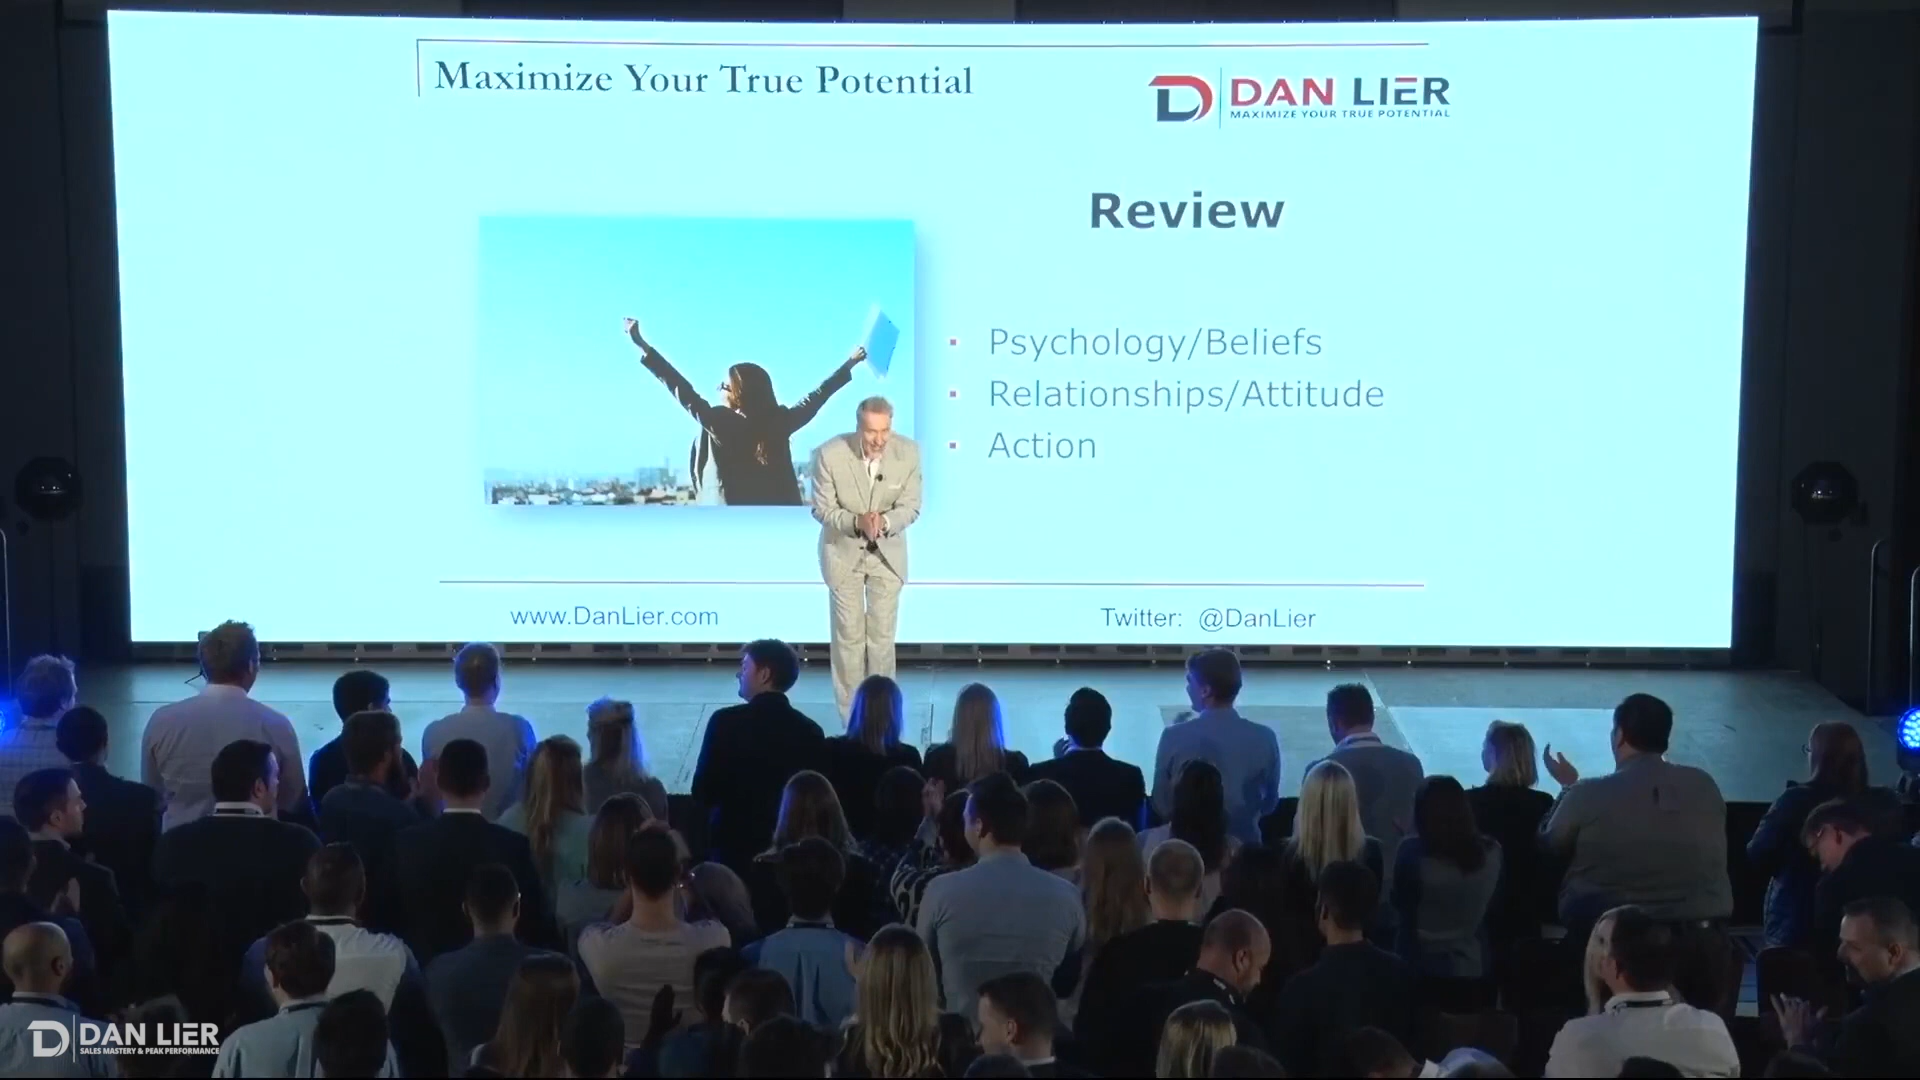 Maximize Your True Potential
DAN LIER
MAXIMIZE YOUR TRUE POTENTIAL
Review
Psychology/Beliefs
Relationships/Attitude
Action
www.DanLier.com
Twitter: @DanLier
DAN LIER
SALES MASTERY & PEAK PERFORMANCE